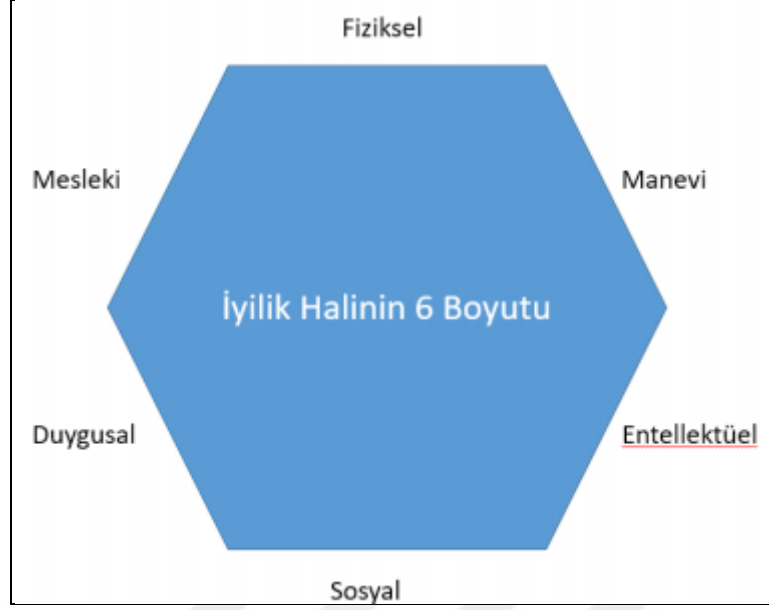 Fiziksel
Mesleki
Manevi
İyilik Halinin 6 Boyutu
Duygusal
Entellektüel
Sosyal